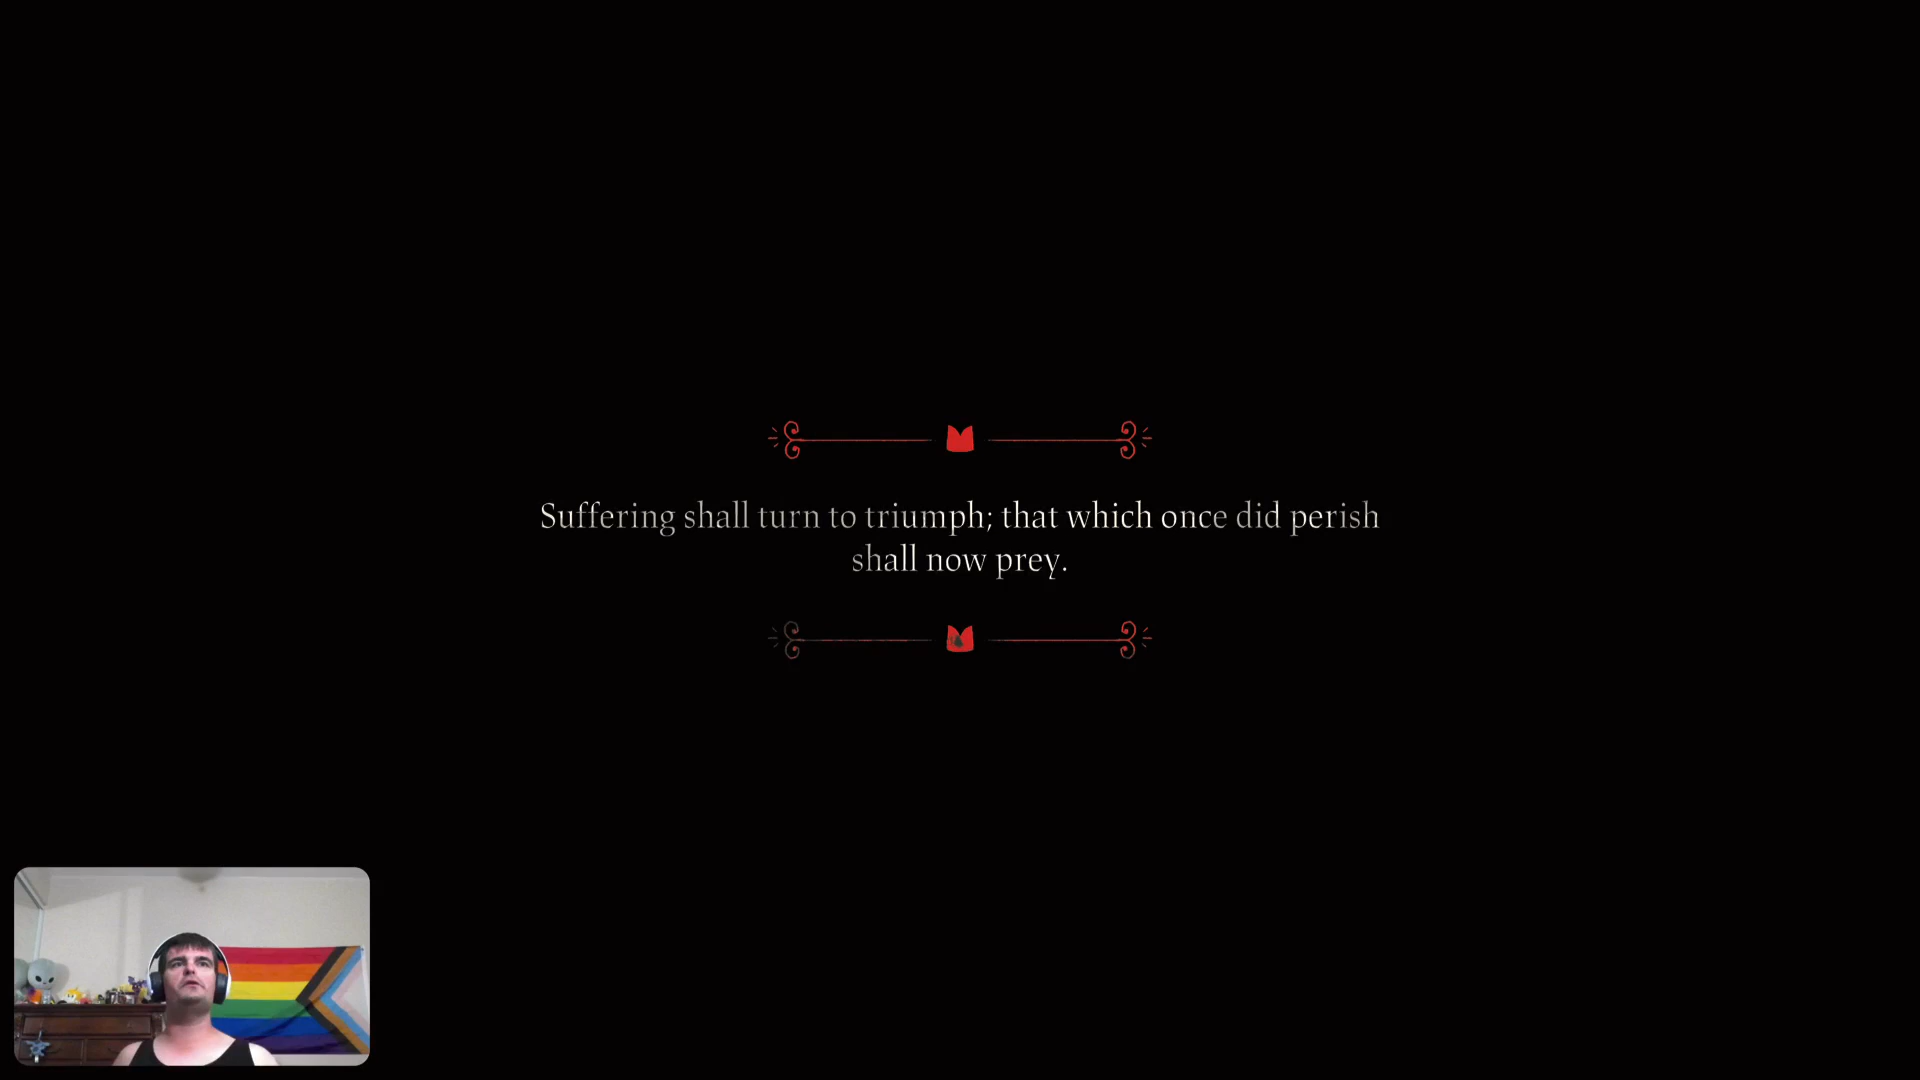 Suffering shall turn to triumph; that which once did perish
shall now prey.